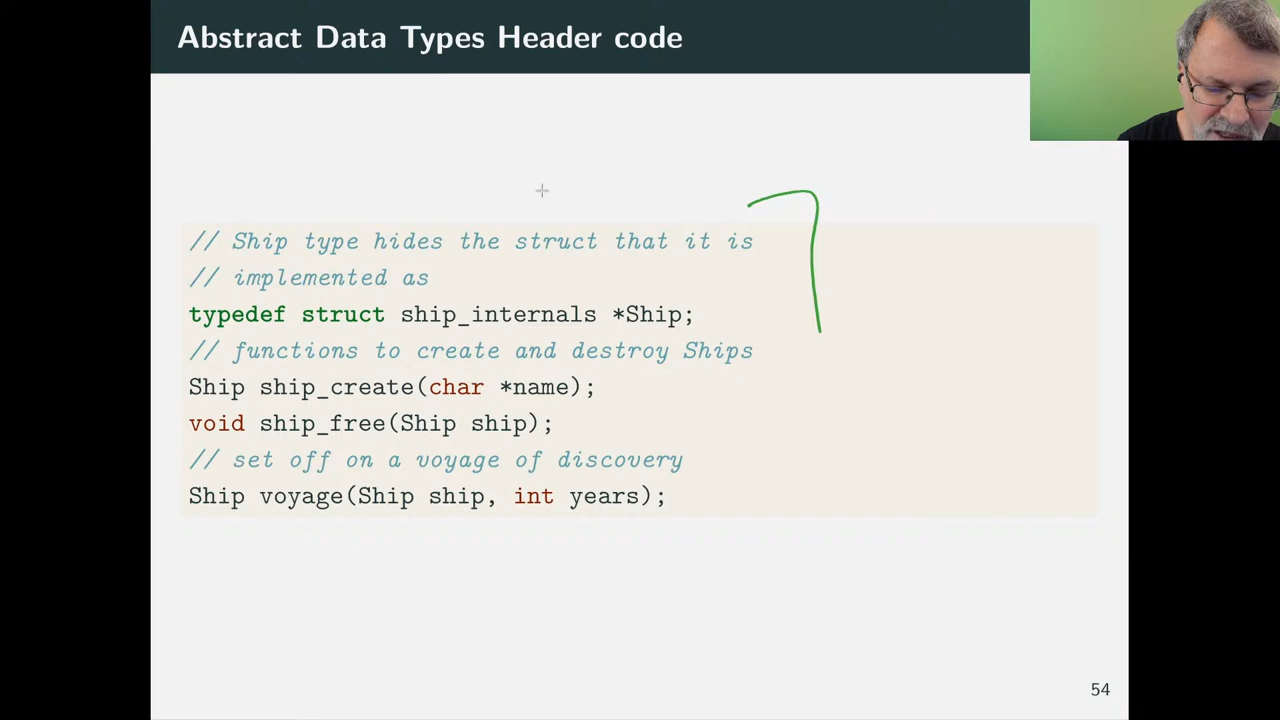 Abstract Data Types Header code
// Ship type hides the struct that it is
// implemented as
typedef struct ship_internals *Ship;
// functions to create and destroy Ships
Ship ship_create(char *name);
void ship_free(Ship ship);
// set off on a voyage of discovery
Ship voyage(Ship ship, int years);
54